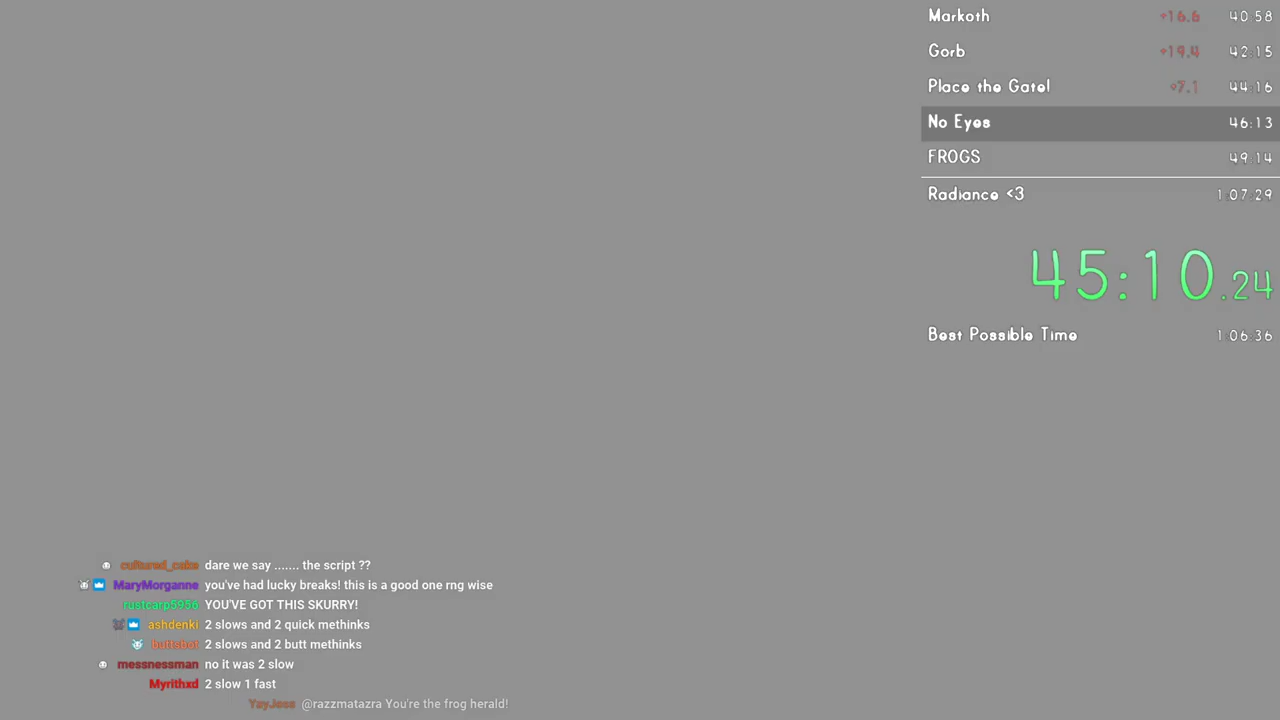 Markoth +16.6 40:58
Gorb +19.4 42:15
Place the Gate! +7.1 44:16
No Eyes 46:13
FROGS 49:14
Radiance <3 1:07:29
45:10.24
Best Possible Time 1:06:36
cultured_cake dare we say ....... the script ??
MaryMorganne you've had lucky breaks! this is a good one rng wise
rustcarp5956 YOU'VE GOT THIS SKURRY!
ashdenki 2 slows and 2 quick methinks
buttsbot 2 slows and 2 butt methinks
messnessman no it was 2 slow
Myrithxd 2 slow 1 fast
YayJoss @razzmatazra You're the frog herald!